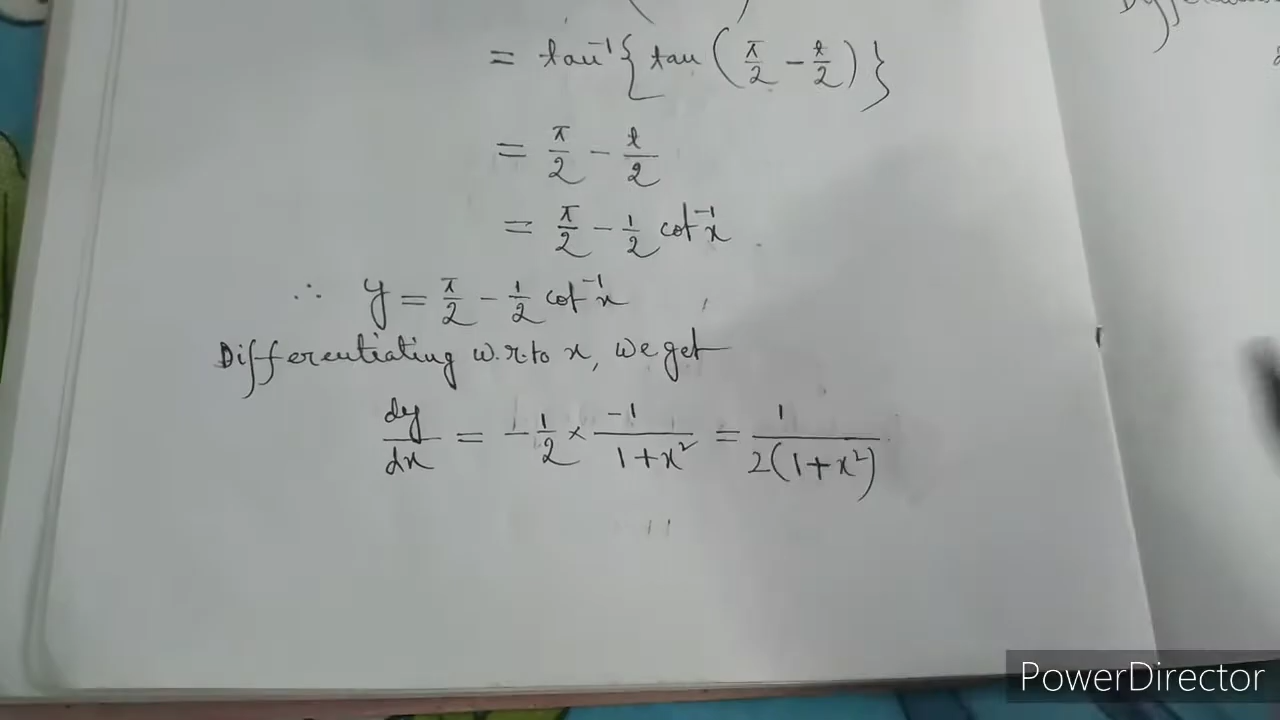 = tan⁻¹{tan(π/2 − t/2)}
= π/2 − t/2
= π/2 − 1/2 cot⁻¹x
∴ y = π/2 − 1/2 cot⁻¹x
Differentiating w.r.to x, we get
dy/dx = −1/2 × −1/(1+x²) = 1/(2(1+x²))
PowerDirector